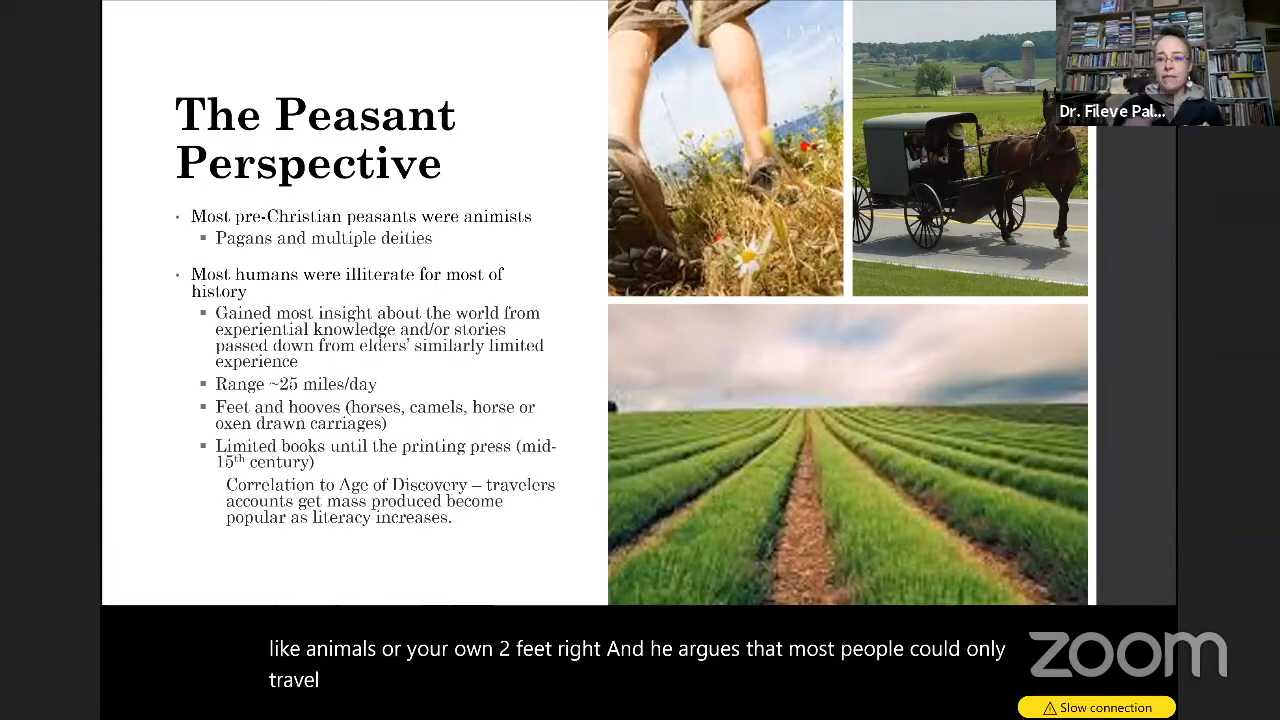 The Peasant
Perspective
• Most pre-Christian peasants were animists
▪ Pagans and multiple deities
• Most humans were illiterate for most of
history
▪ Gained most insight about the world from
experiential knowledge and/or stories
passed down from elders' similarly limited
experience
▪ Range ~25 miles/day
▪ Feet and hooves (horses, camels, horse or
oxen drawn carriages)
▪ Limited books until the printing press (mid-
15th century)
Correlation to Age of Discovery – travelers
accounts get mass produced become
popular as literacy increases.
Dr. Fileve Pal...
like animals or your own 2 feet right And he argues that most people could only
travel
zoom
Slow connection